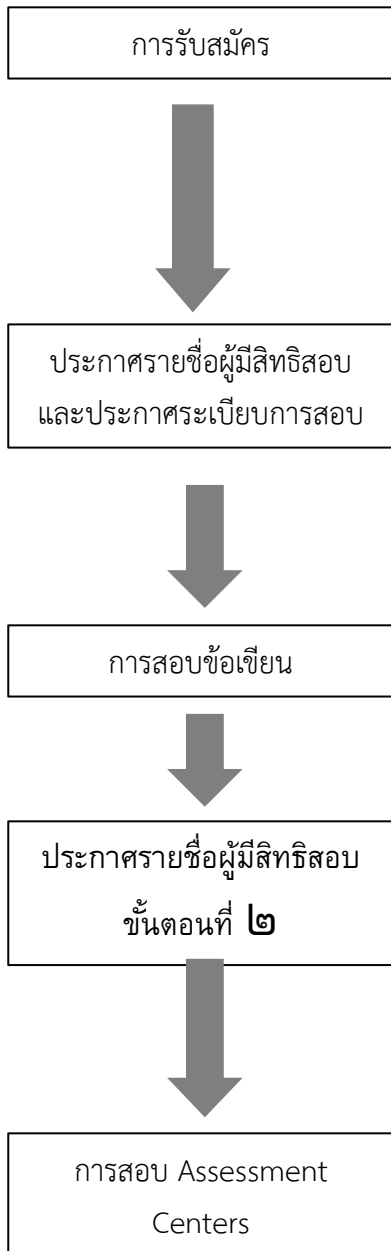 การรับสมัคร
ประกาศรายชื่อผู้มีสิทธิสอบ
และประกาศระเบียบการสอบ
การสอบข้อเขียน
ประกาศรายชื่อผู้มีสิทธิสอบ
ขั้นตอนที่ ๒
การสอบ Assessment
Centers